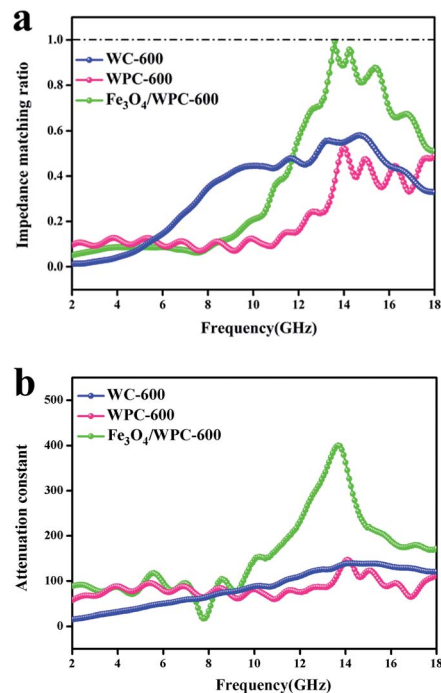 a
1.0
0.8
0.6
0.4
0.2
0.0
Impedance matching ratio
WC-600
WPC-600
Fe₃O₄/WPC-600
2 4 6 8 10 12 14 16 18
Frequency(GHz)
b
500
400
300
200
100
0
Attenuation constant
WC-600
WPC-600
Fe₃O₄/WPC-600
2 4 6 8 10 12 14 16 18
Frequency(GHz)